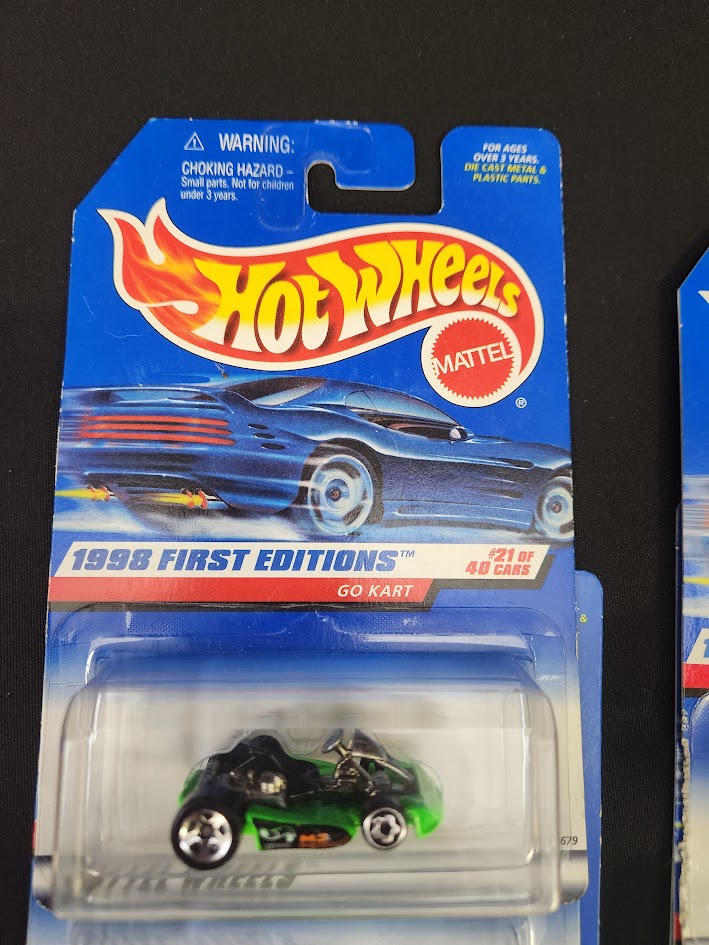 ⚠ WARNING:
CHOKING HAZARD –
Small parts. Not for children
under 3 years.
FOR AGES
OVER 3 YEARS.
DIE CAST METAL &
PLASTIC PARTS.
HOT WHEELS
MATTEL
®
1998 FIRST EDITIONS™
#21 OF
40 CARS
GO KART
&
679